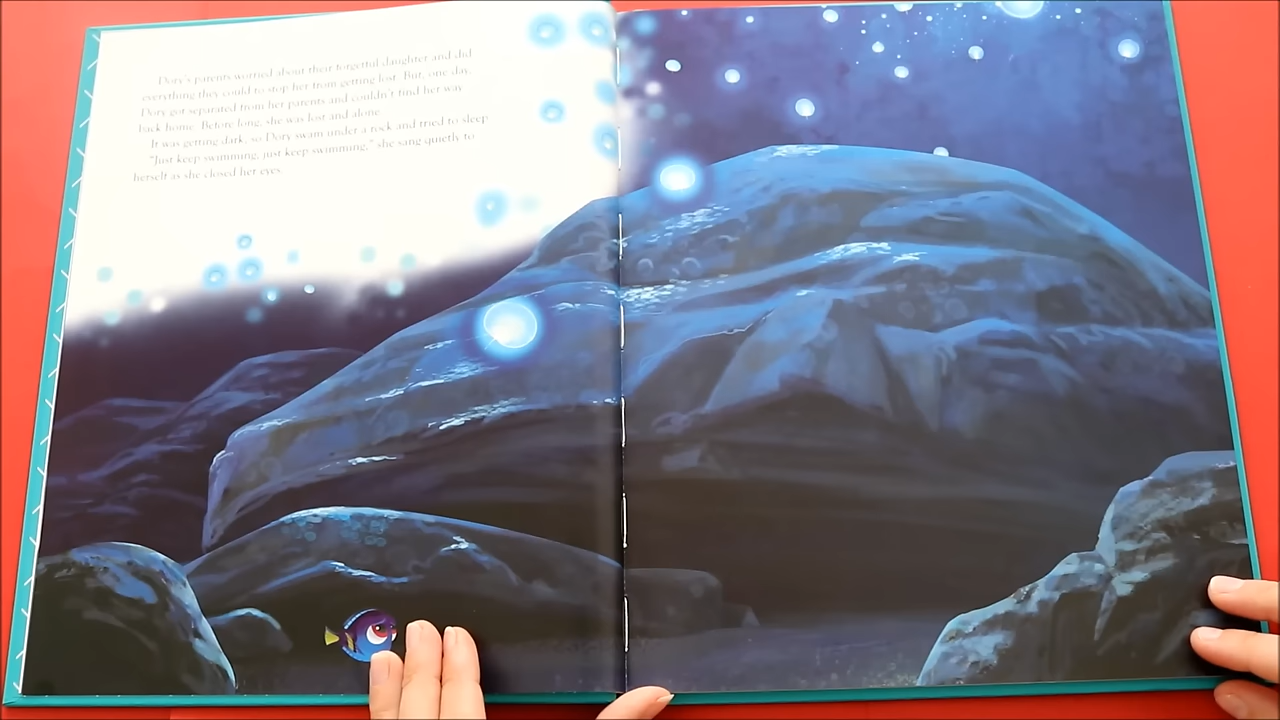 Dory's parents worried about their forgetful daughter and did
everything they could to stop her from getting lost. But, one day,
Dory got separated from her parents and couldn't find her way
back home. Before long, she was lost and alone.
It was getting dark, so Dory swam under a rock and tried to sleep
"Just keep swimming, just keep swimming," she sang quietly to
herself as she closed her eyes.